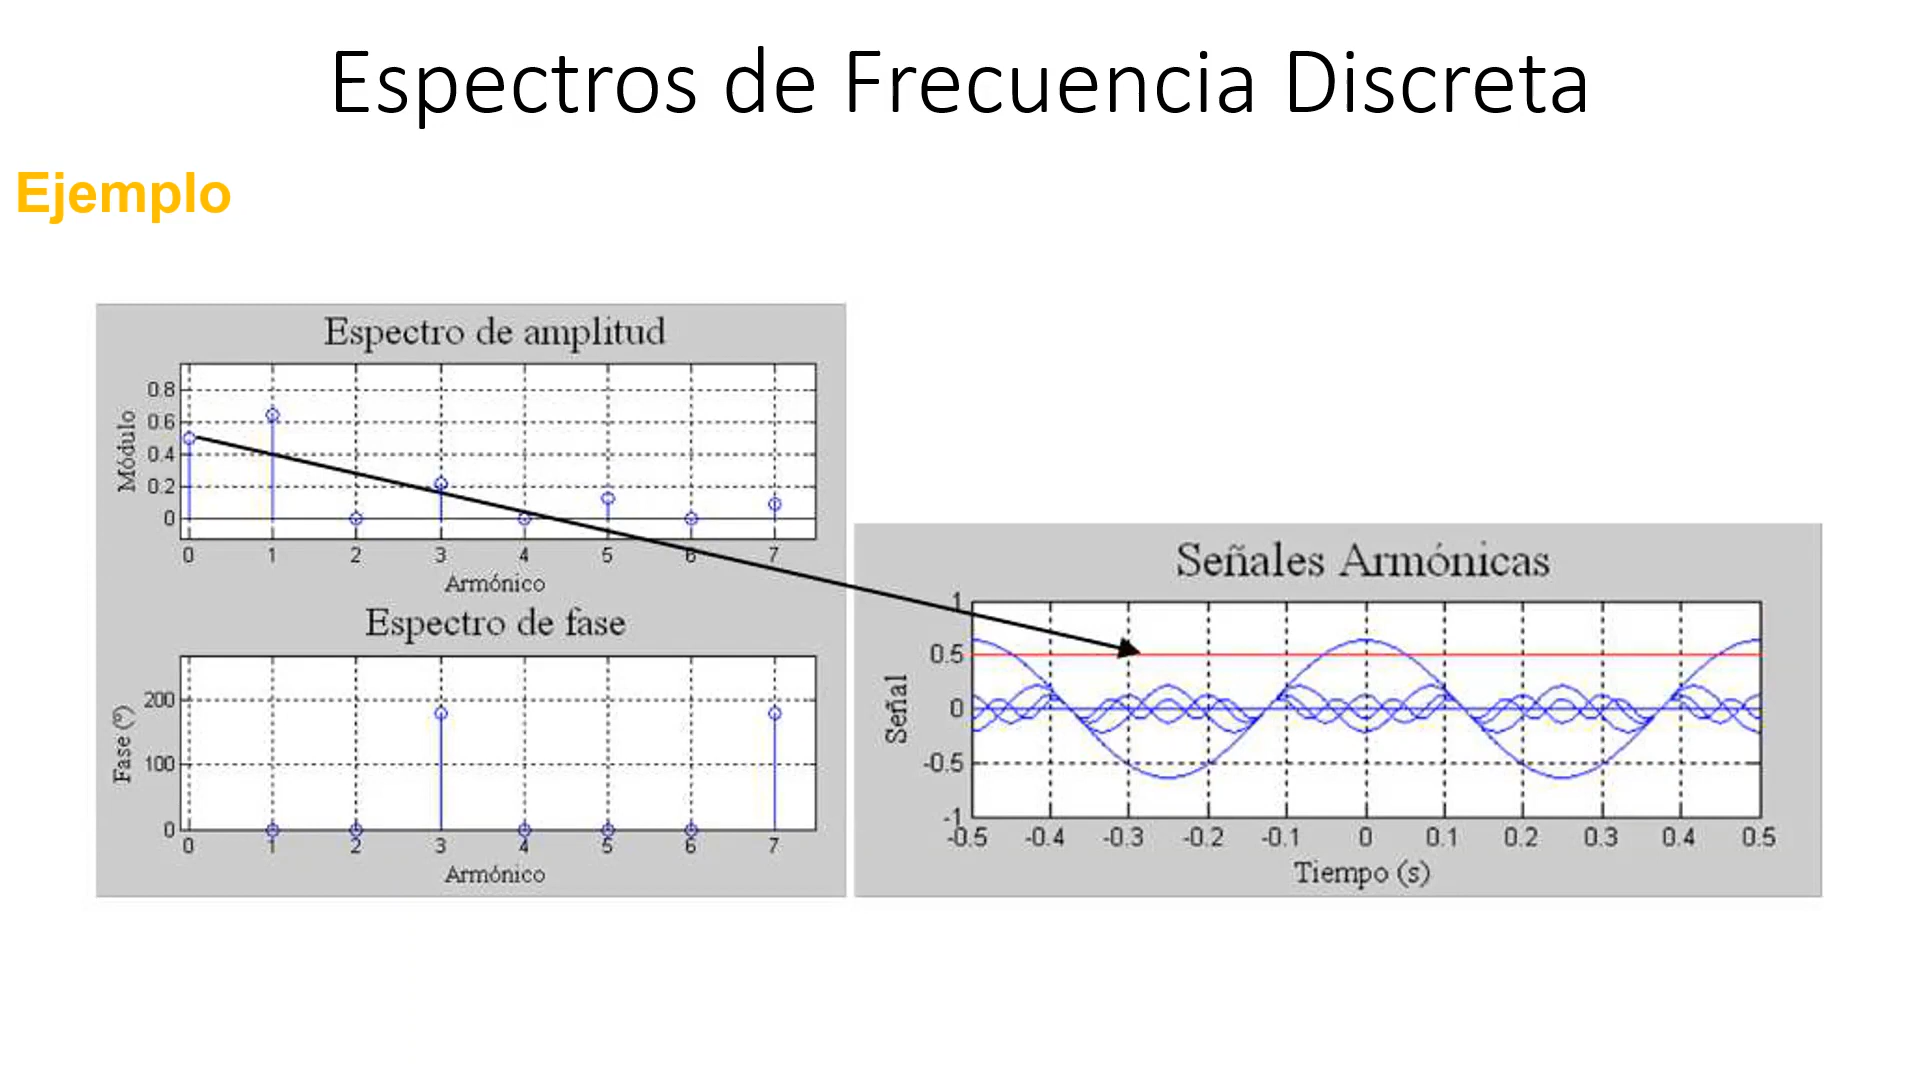 Espectros de Frecuencia Discreta
Ejemplo
Espectro de amplitud
Módulo
0.8
0.6
0.4
0.2
0
0 1 2 3 4 5 6 7
Armónico
Espectro de fase
Fase (º)
200
100
0
0 1 2 3 4 5 6 7
Armónico
Señales Armónicas
Señal
1
0.5
0
-0.5
-1
-0.5 -0.4 -0.3 -0.2 -0.1 0 0.1 0.2 0.3 0.4 0.5
Tiempo (s)